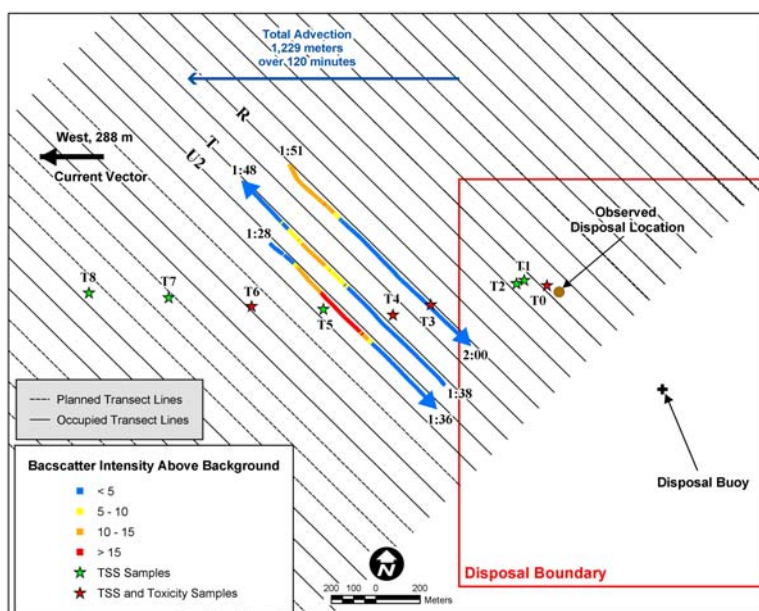 Total Advection
1,229 meters
over 120 minutes
R
T
U2
West, 288 m
Current Vector
1:51
1:48
1:28
Observed
Disposal Location
T8
T7
T6
T5
T4
T3
T2
T1
T0
2:00
1:38
1:36
Planned Transect Lines
Occupied Transect Lines
Bacscatter Intensity Above Background
< 5
5 - 10
10 - 15
> 15
TSS Samples
TSS and Toxicity Samples
N
200 100 0 200
Meters
Disposal Buoy
Disposal Boundary